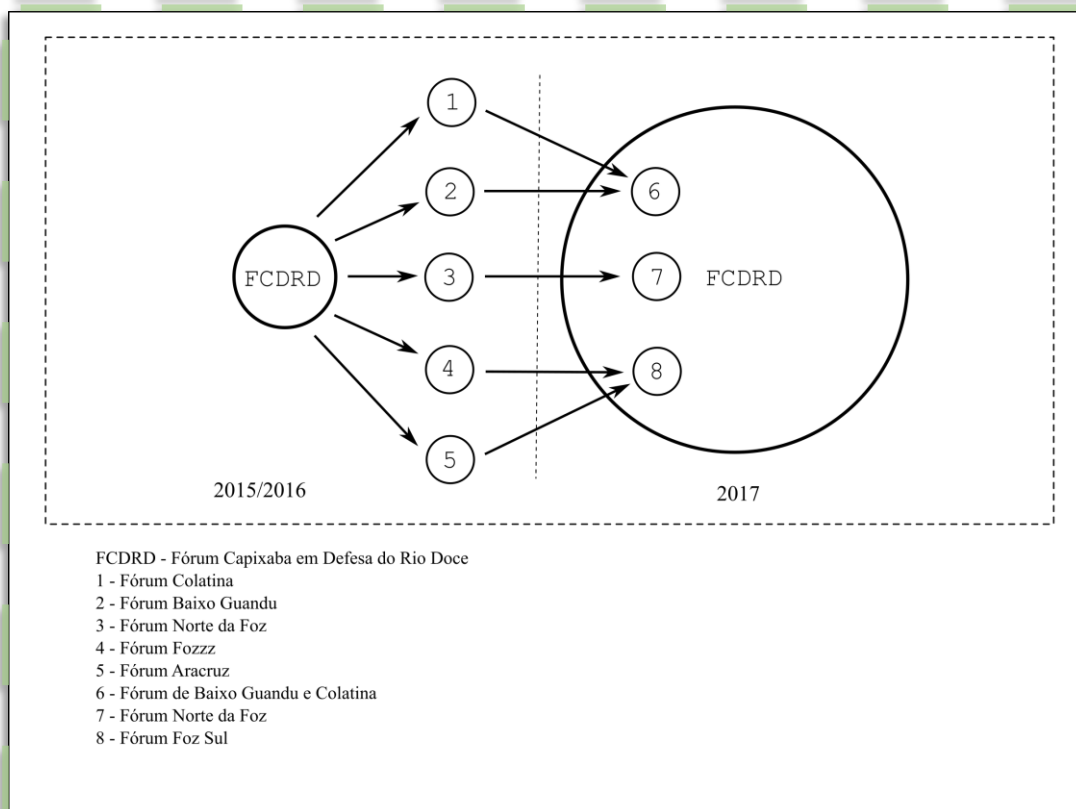 1
2
6
FCDRD
3
7
FCDRD
4
8
5
2015/2016
2017
FCDRD - Fórum Capixaba em Defesa do Rio Doce
1 - Fórum Colatina
2 - Fórum Baixo Guandu
3 - Fórum Norte da Foz
4 - Fórum Fozzz
5 - Fórum Aracruz
6 - Fórum de Baixo Guandu e Colatina
7 - Fórum Norte da Foz
8 - Fórum Foz Sul